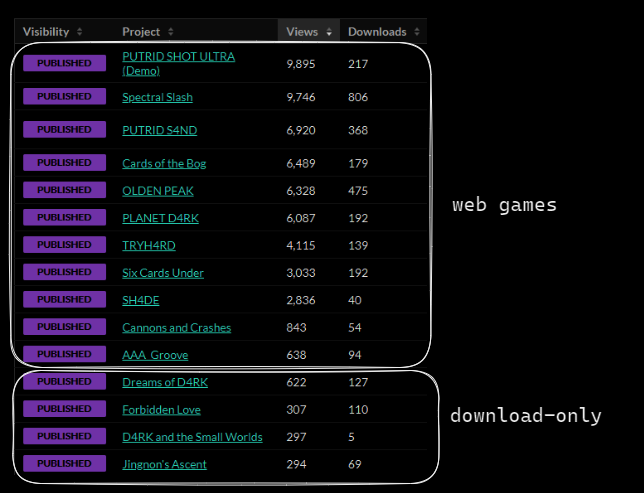 Visibility Project Views Downloads
PUBLISHED PUTRID SHOT ULTRA (Demo) 9,895 217
PUBLISHED Spectral Slash 9,746 806
PUBLISHED PUTRID S4ND 6,920 368
PUBLISHED Cards of the Bog 6,489 179
PUBLISHED OLDEN PEAK 6,328 475
PUBLISHED PLANET D4RK 6,087 192
PUBLISHED TRYH4RD 4,115 139
PUBLISHED Six Cards Under 3,033 192
PUBLISHED SH4DE 2,836 40
PUBLISHED Cannons and Crashes 843 54
PUBLISHED AAA_Groove 638 94
web games
PUBLISHED Dreams of D4RK 622 127
PUBLISHED Forbidden Love 307 110
PUBLISHED D4RK and the Small Worlds 297 5
PUBLISHED Jingnon's Ascent 294 69
download-only